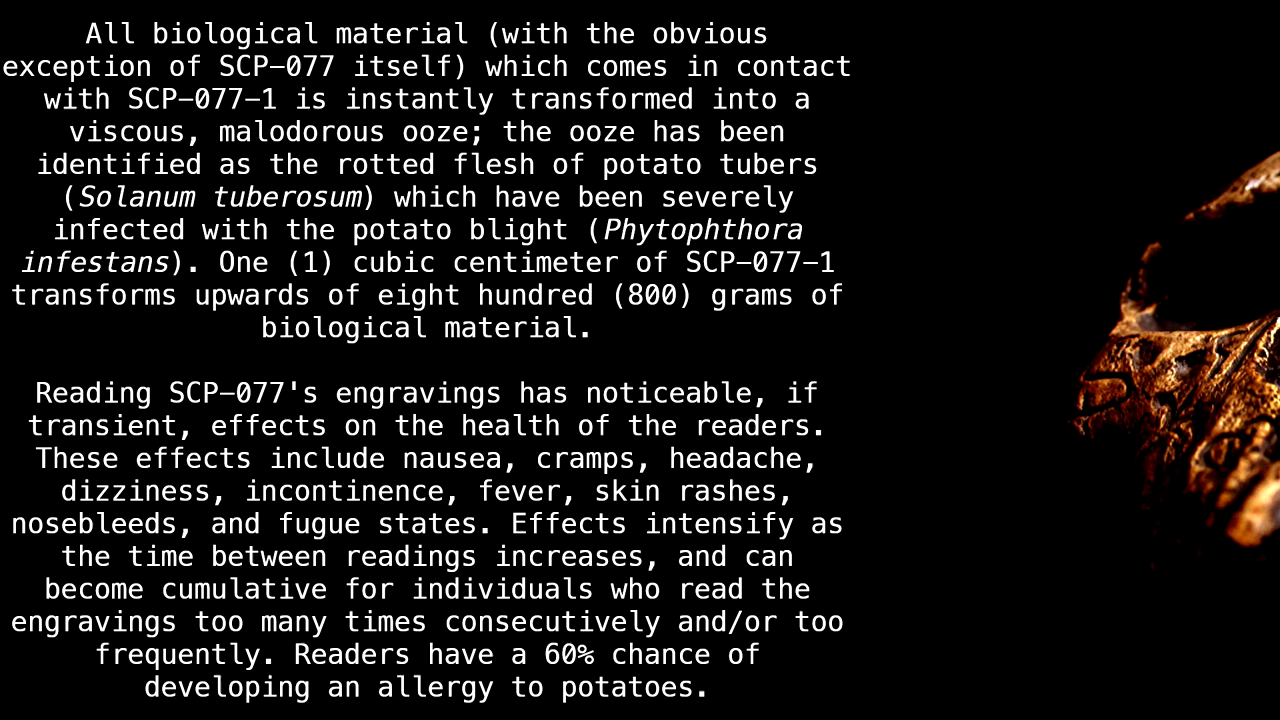 All biological material (with the obvious
exception of SCP-077 itself) which comes in contact
with SCP-077-1 is instantly transformed into a
viscous, malodorous ooze; the ooze has been
identified as the rotted flesh of potato tubers
(Solanum tuberosum) which have been severely
infected with the potato blight (Phytophthora
infestans). One (1) cubic centimeter of SCP-077-1
transforms upwards of eight hundred (800) grams of
biological material.
Reading SCP-077's engravings has noticeable, if
transient, effects on the health of the readers.
These effects include nausea, cramps, headache,
dizziness, incontinence, fever, skin rashes,
nosebleeds, and fugue states. Effects intensify as
the time between readings increases, and can
become cumulative for individuals who read the
engravings too many times consecutively and/or too
frequently. Readers have a 60% chance of
developing an allergy to potatoes.